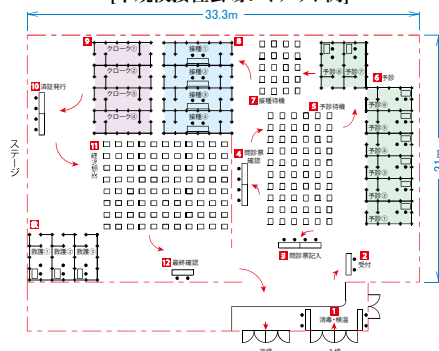 33.3m
9
クローク①
クローク②
クローク③
クローク④
8
接種①
接種②
接種③
接種④
7 接種待機
予診⑧
予診⑦
6 予診
予診⑥
予診⑤
予診④
予診③
予診②
予診①
5 予診待機
10 済証発行
ステージ
11
経過観察
4 問診票
確認
救護①
救護②
救護③
12 最終確認
3 問診票記入
2
受付
1
消毒・検温